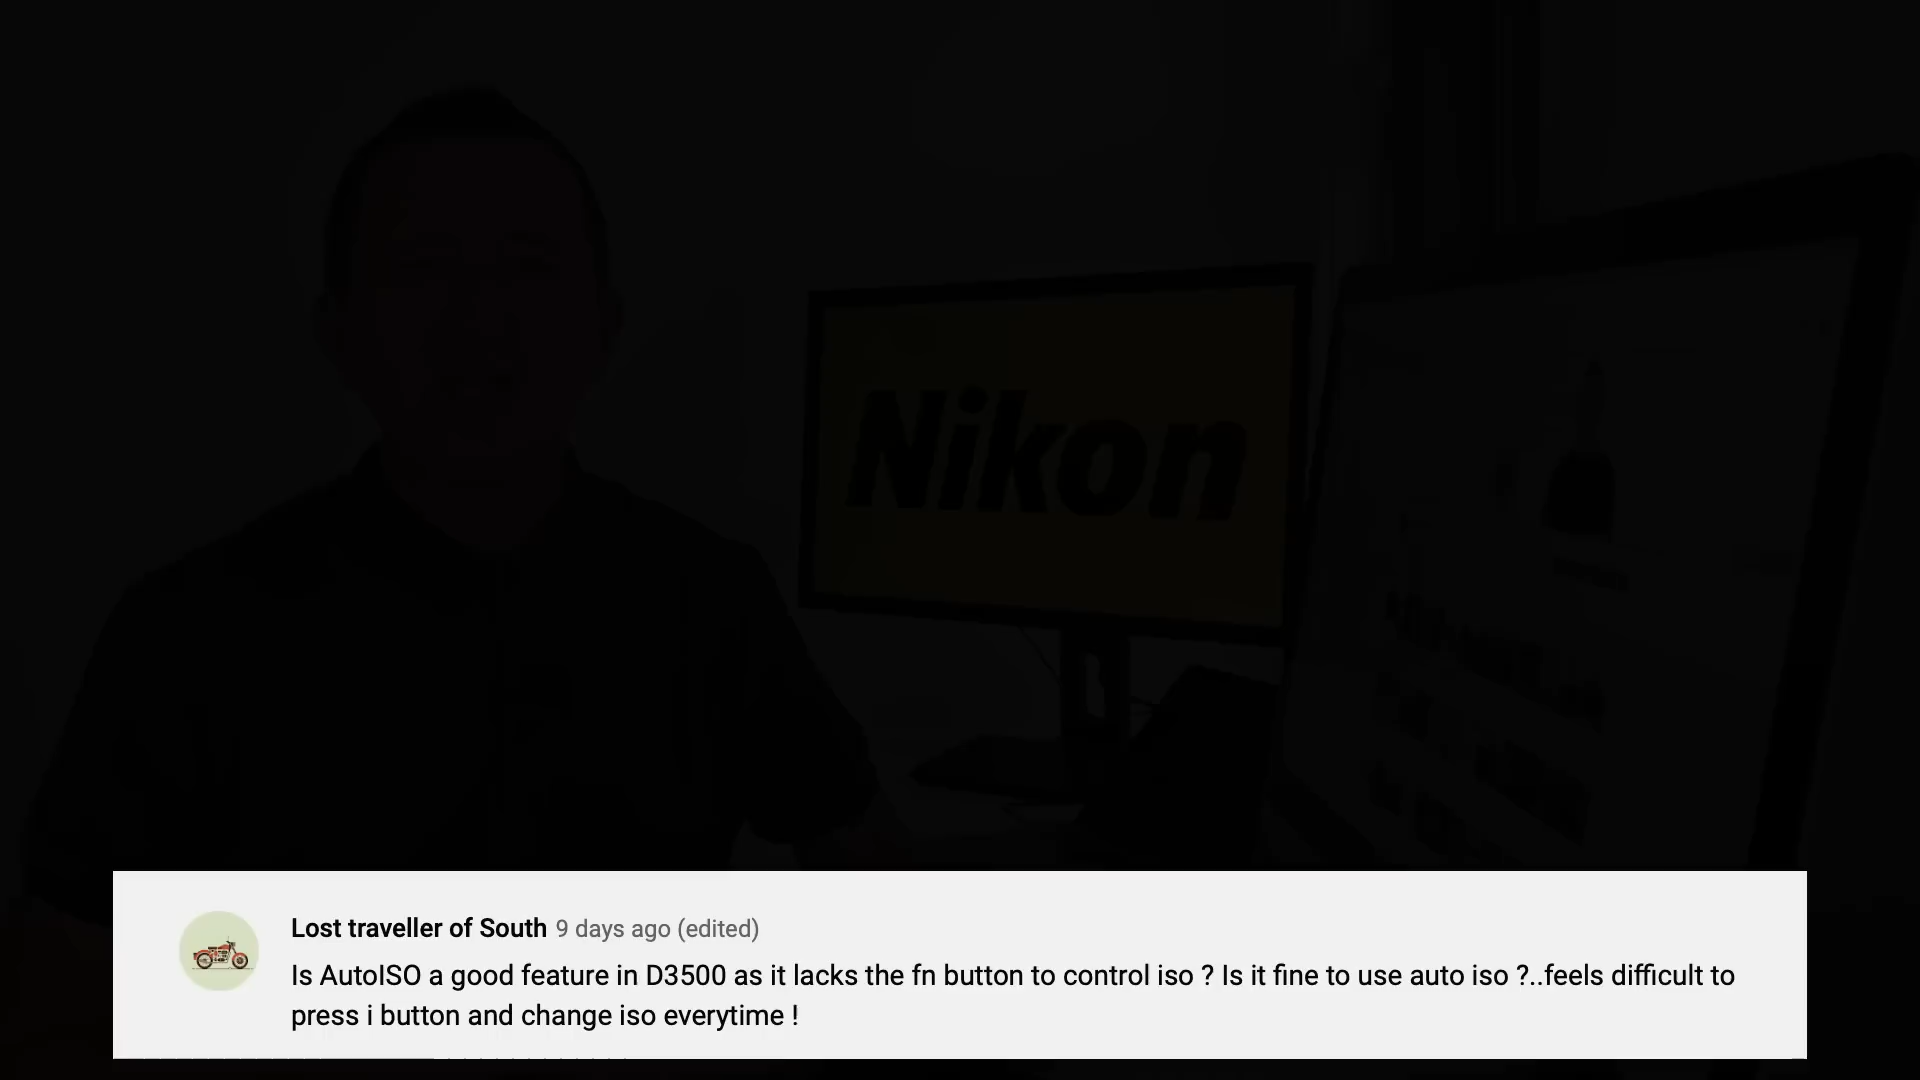 Nikon
Lost traveller of South 9 days ago (edited)
Is AutoISO a good feature in D3500 as it lacks the fn button to control iso ? Is it fine to use auto iso ?..feels difficult to
press i button and change iso everytime !